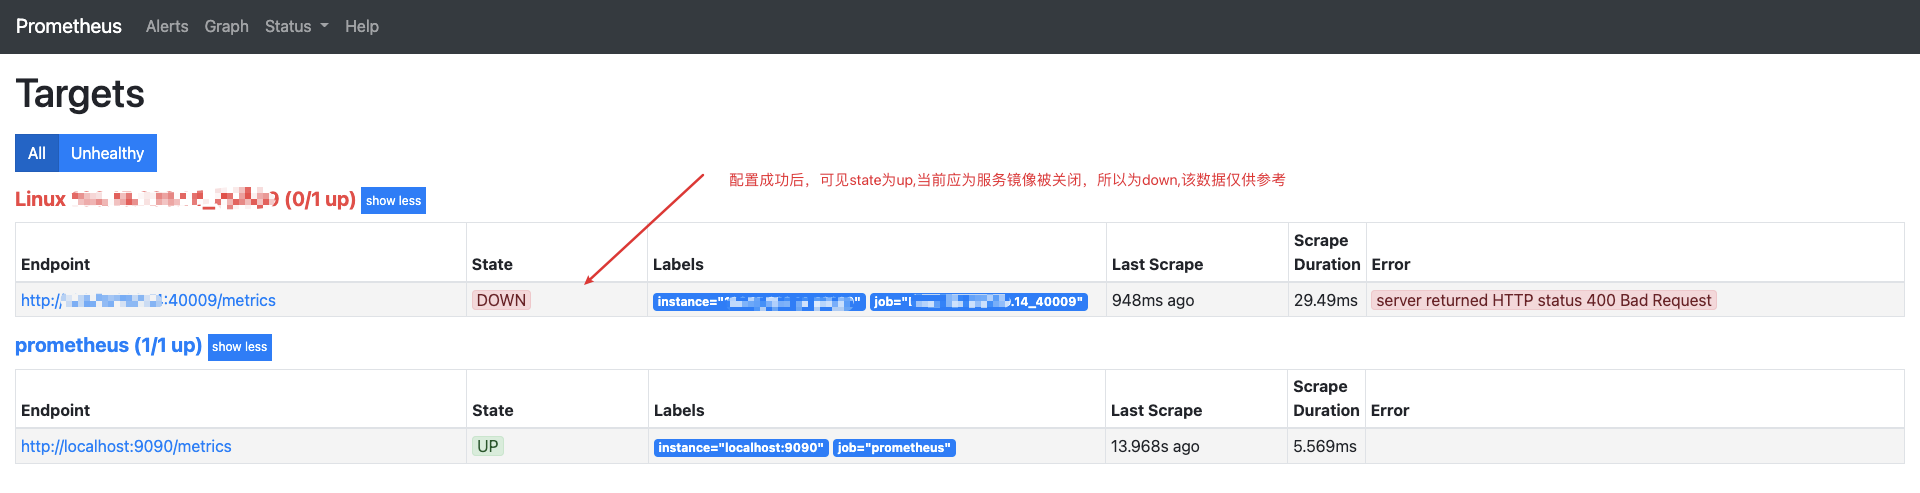 Prometheus Alerts Graph Status Help
Targets
All Unhealthy
配置成功后，可见state为up,当前应为服务镜像被关闭，所以为down,该数据仅供参考
Linux (0/1 up) show less
Endpoint State Labels Last Scrape Scrape Duration Error
http:/ :40009/metrics DOWN instance=" " job=" .14_40009" 948ms ago 29.49ms server returned HTTP status 400 Bad Request
prometheus (1/1 up) show less
Endpoint State Labels Last Scrape Scrape Duration Error
http://localhost:9090/metrics UP instance="localhost:9090" job="prometheus" 13.968s ago 5.569ms